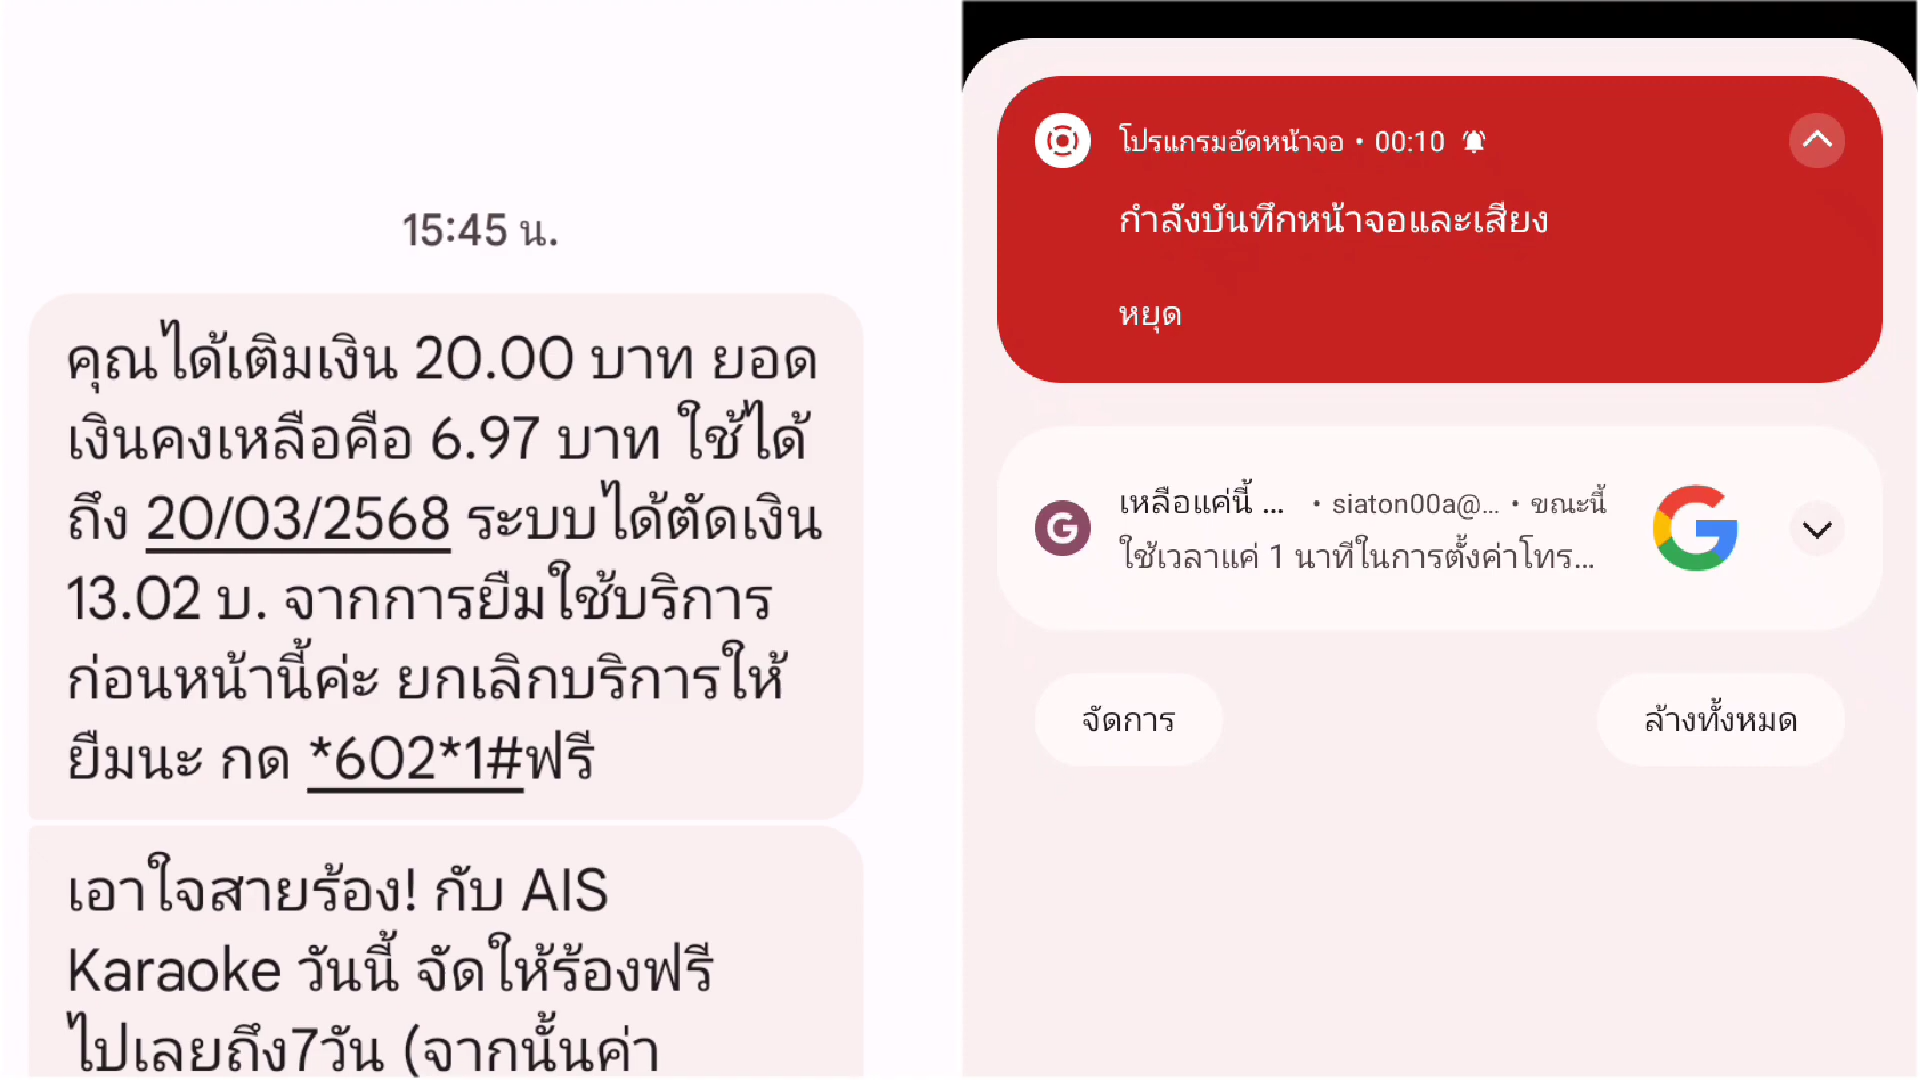 15:45 น.
คุณได้เติมเงิน 20.00 บาท ยอด
เงินคงเหลือคือ 6.97 บาท ใช้ได้
ถึง 20/03/2568 ระบบได้ตัดเงิน
13.02 บ. จากการยืมใช้บริการ
ก่อนหน้านี้ค่ะ ยกเลิกบริการให้
ยืมนะ กด *602*1#ฟรี
เอาใจสายร้อง! กับ AIS
Karaoke วันนี้ จัดให้ร้องฟรี
ไปเลยถึง7วัน (จากนั้นค่า
โปรแกรมอัดหน้าจอ • 00:10
กำลังบันทึกหน้าจอและเสียง
หยุด
เหลือแค่นี้ ... • siaton00a@... • ขณะนี้
ใช้เวลาแค่ 1 นาทีในการตั้งค่าโทร...
จัดการ
ล้างทั้งหมด